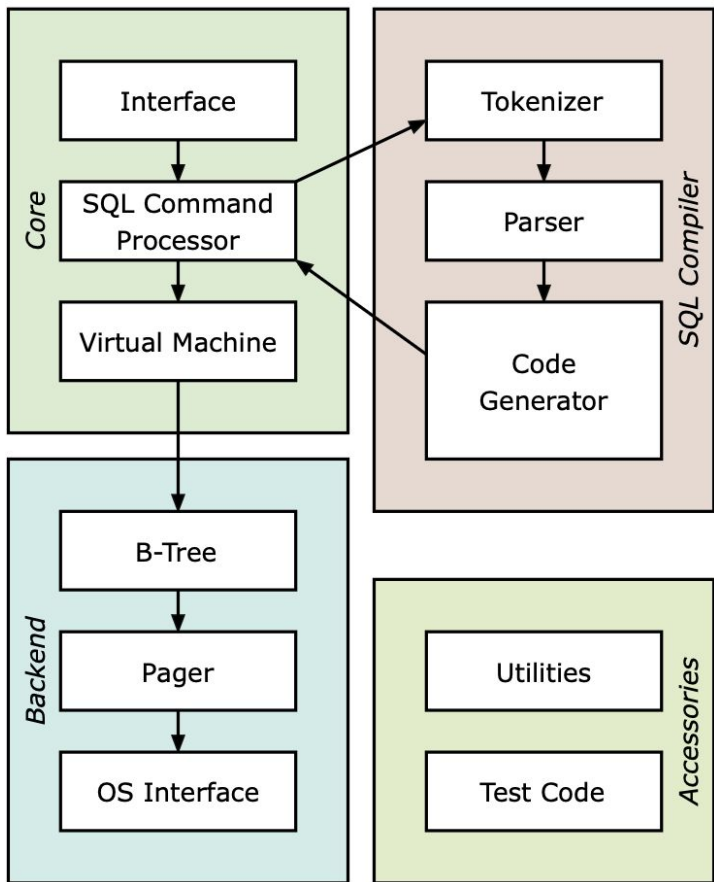 Core
Interface
SQL Command
Processor
Virtual Machine
SQL Compiler
Tokenizer
Parser
Code
Generator
Backend
B-Tree
Pager
OS Interface
Accessories
Utilities
Test Code